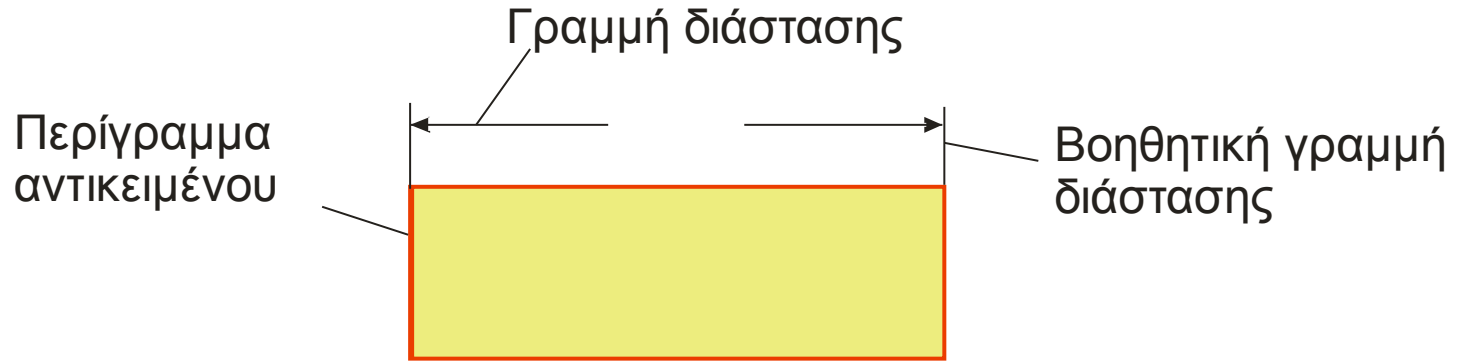 Γραμμή διάστασης
Περίγραμμα
αντικειμένου
Βοηθητική γραμμή
διάστασης